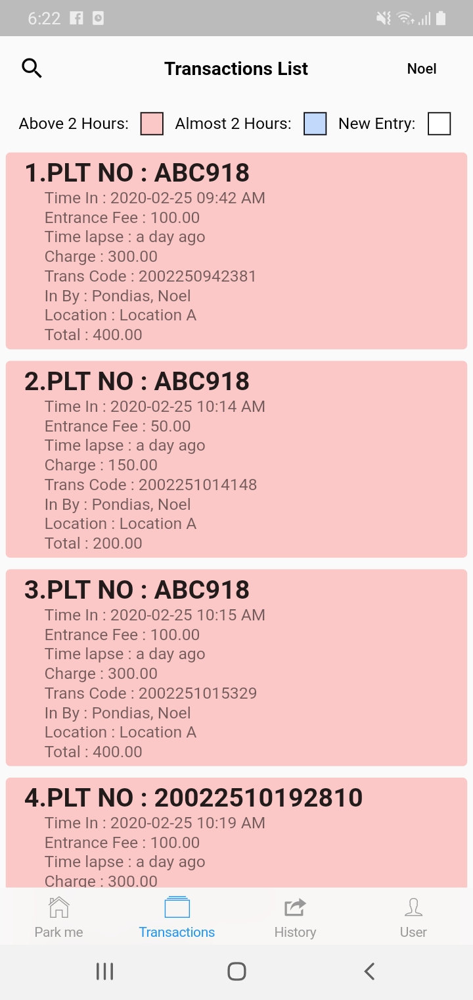 6:22
Transactions List
Noel
Above 2 Hours: Almost 2 Hours: New Entry:
1.PLT NO : ABC918
Time In : 2020-02-25 09:42 AM
Entrance Fee : 100.00
Time lapse : a day ago
Charge : 300.00
Trans Code : 2002250942381
In By : Pondias, Noel
Location : Location A
Total : 400.00
2.PLT NO : ABC918
Time In : 2020-02-25 10:14 AM
Entrance Fee : 50.00
Time lapse : a day ago
Charge : 150.00
Trans Code : 2002251014148
In By : Pondias, Noel
Location : Location A
Total : 200.00
3.PLT NO : ABC918
Time In : 2020-02-25 10:15 AM
Entrance Fee : 100.00
Time lapse : a day ago
Charge : 300.00
Trans Code : 2002251015329
In By : Pondias, Noel
Location : Location A
Total : 400.00
4.PLT NO : 20022510192810
Time In : 2020-02-25 10:19 AM
Entrance Fee : 100.00
Time lapse : a day ago
Charge : 300.00
Park me Transactions History User